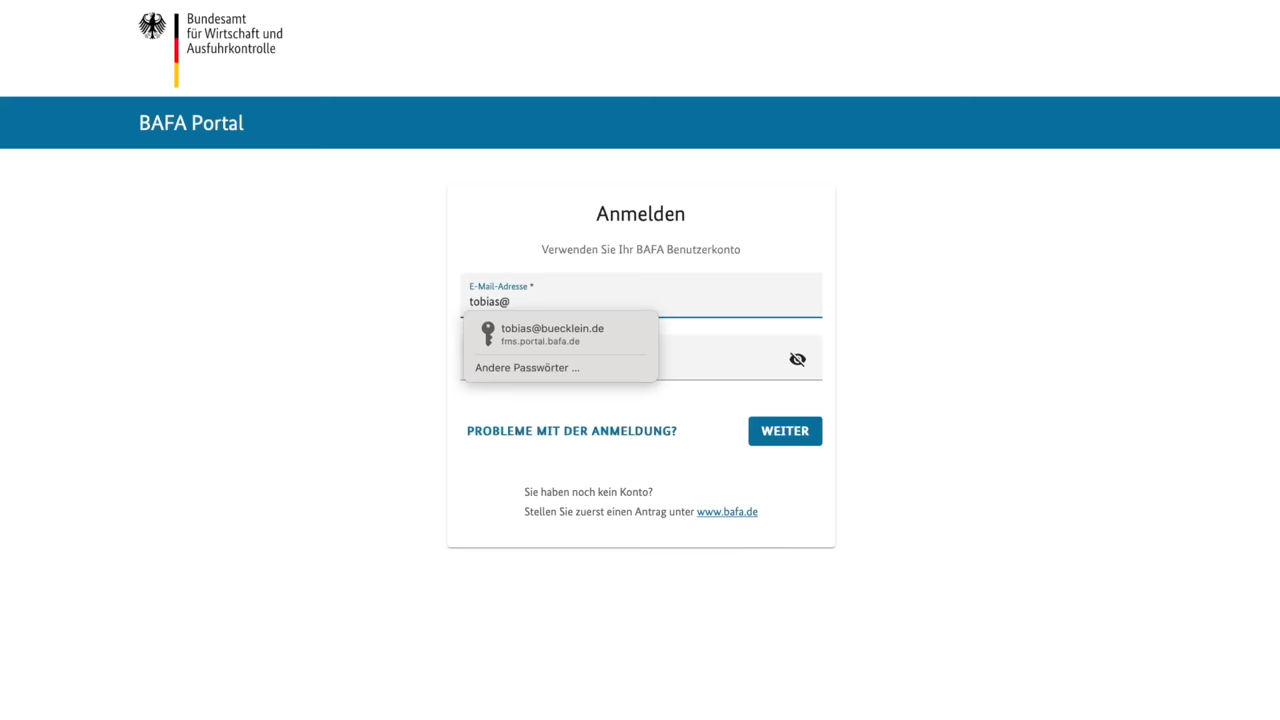 Bundesamt
für Wirtschaft und
Ausfuhrkontrolle
BAFA Portal
Anmelden
Verwenden Sie Ihr BAFA Benutzerkonto
E-Mail-Adresse *
tobias@
tobias@buecklein.de
fms.portal.bafa.de
Andere Passwörter ...
PROBLEME MIT DER ANMELDUNG?
WEITER
Sie haben noch kein Konto?
Stellen Sie zuerst einen Antrag unter www.bafa.de